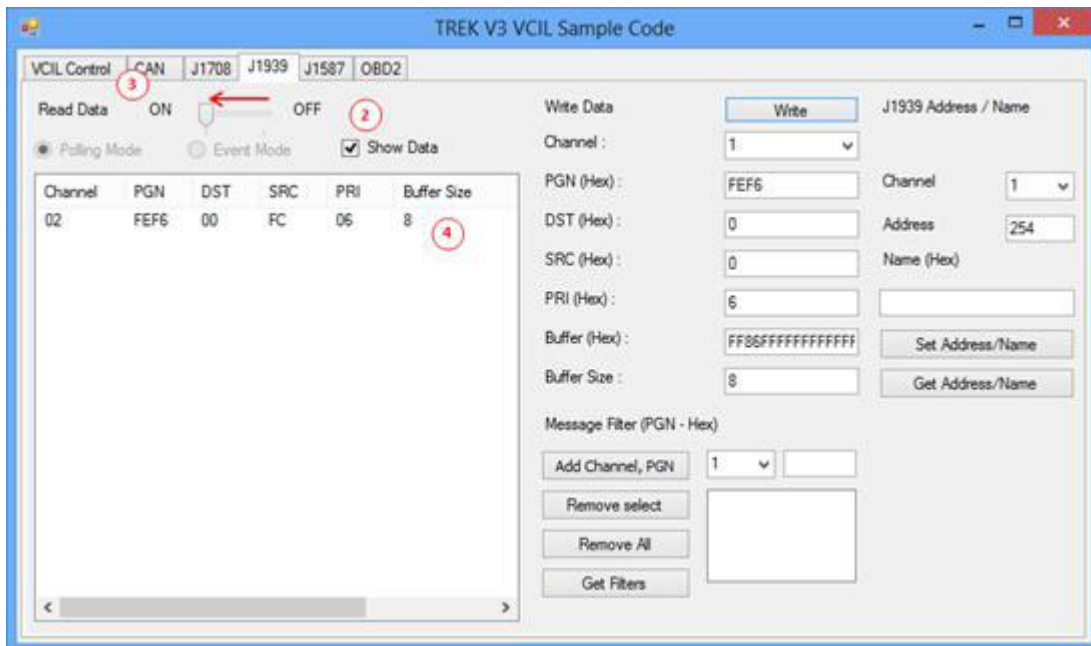 TREK V3 VCIL Sample Code
VCIL Control CAN J1708 J1939 J1587 OBD2
3
Read Data ON OFF
2
Polling Mode Event Mode Show Data
Channel PGN DST SRC PRI Buffer Size
02 FEF6 00 FC 06 8
4
Write Data Write
Channel : 1
PGN (Hex) : FEF6
DST (Hex) : 0
SRC (Hex) : 0
PRI (Hex) : 6
Buffer (Hex) : FF86FFFFFFFFFFFF
Buffer Size : 8
Message Filter (PGN - Hex)
Add Channel, PGN 1
Remove select
Remove All
Get Filters
J1939 Address / Name
Channel 1
Address 254
Name (Hex)
Set Address/Name
Get Address/Name